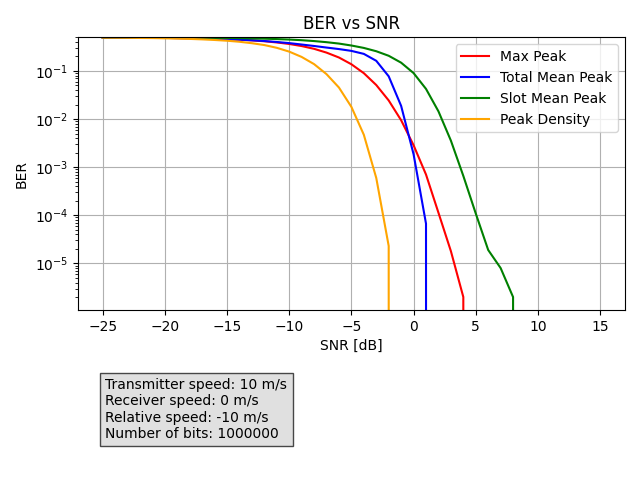 BER vs SNR
Max Peak
Total Mean Peak
Slot Mean Peak
Peak Density
BER
10⁻¹
10⁻²
10⁻³
10⁻⁴
10⁻⁵
−25 −20 −15 −10 −5 0 5 10 15
SNR [dB]
Transmitter speed: 10 m/s
Receiver speed: 0 m/s
Relative speed: -10 m/s
Number of bits: 1000000